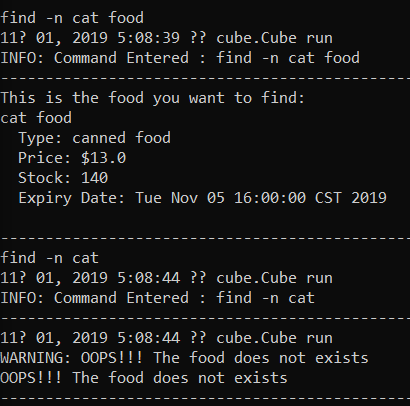 find -n cat food
11? 01, 2019 5:08:39 ?? cube.Cube run
INFO: Command Entered : find -n cat food
--------------------------------------------------
This is the food you want to find:
cat food
  Type: canned food
  Price: $13.0
  Stock: 140
  Expiry Date: Tue Nov 05 16:00:00 CST 2019
--------------------------------------------------
find -n cat
11? 01, 2019 5:08:44 ?? cube.Cube run
INFO: Command Entered : find -n cat
--------------------------------------------------
11? 01, 2019 5:08:44 ?? cube.Cube run
WARNING: OOPS!!! The food does not exists
OOPS!!! The food does not exists
--------------------------------------------------